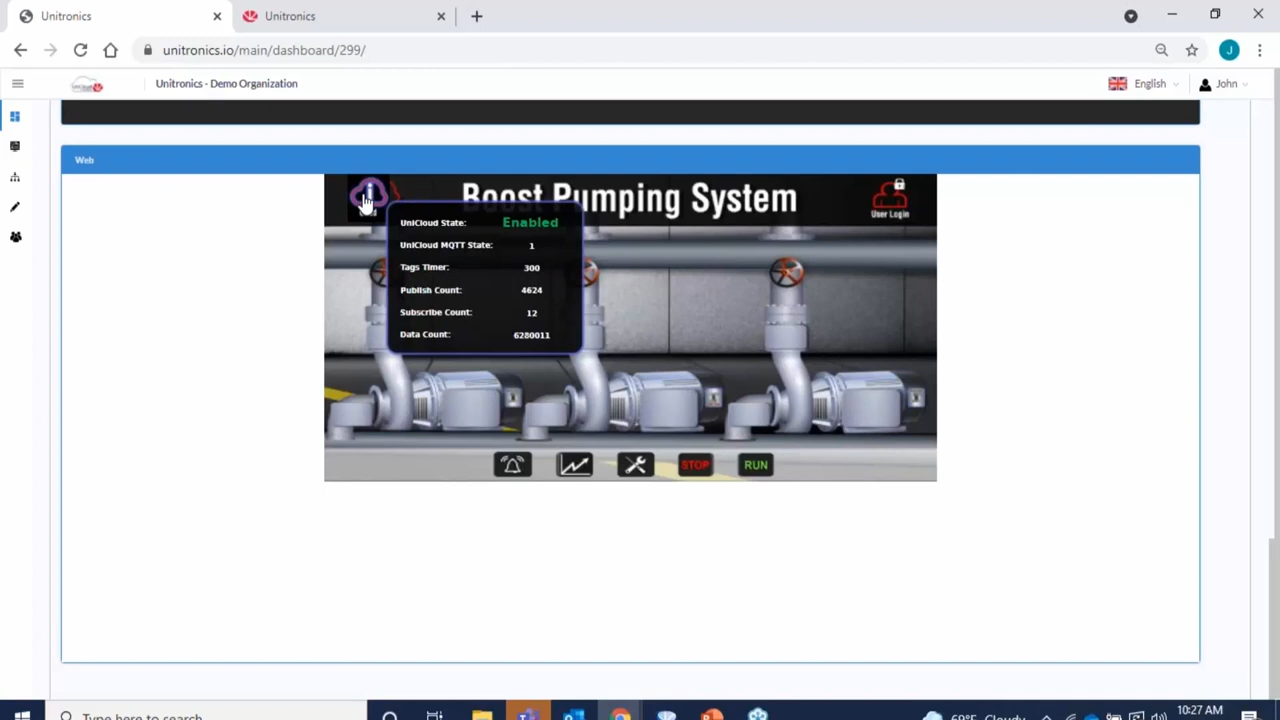 Unitronics
Unitronics
unitronics.io/main/dashboard/299/
J
Unitronics - Demo Organization
English
John
Web
Boost Pumping System
User Login
UniCloud State: Enabled
UniCloud MQTT State: 1
Tags Timer: 300
Publish Count: 4624
Subscribe Count: 12
Data Count: 6280011
STOP
RUN
Type here to search
69°F Cloudy
10:27 AM